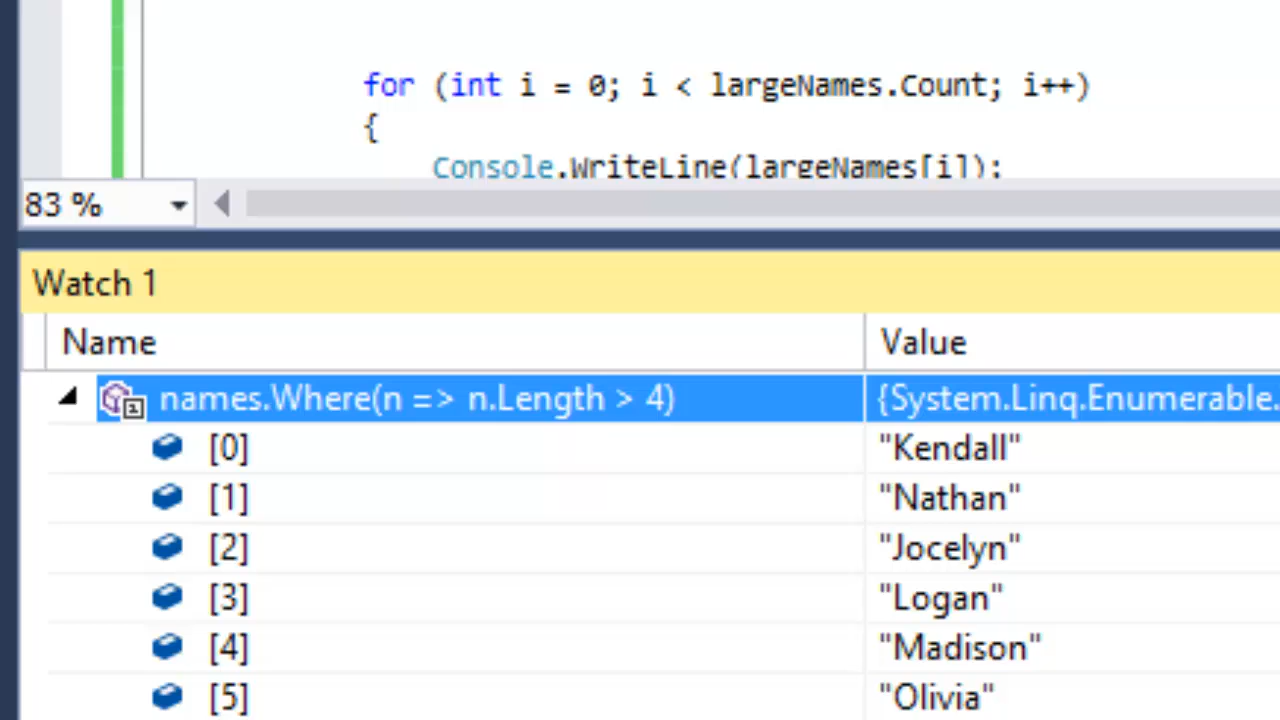 for (int i = 0; i < largeNames.Count; i++)
{
Console.WriteLine(largeNames[i]);
83 %
Watch 1
Name Value
names.Where(n => n.Length > 4) {System.Linq.Enumerable.
[0] "Kendall"
[1] "Nathan"
[2] "Jocelyn"
[3] "Logan"
[4] "Madison"
[5] "Olivia"